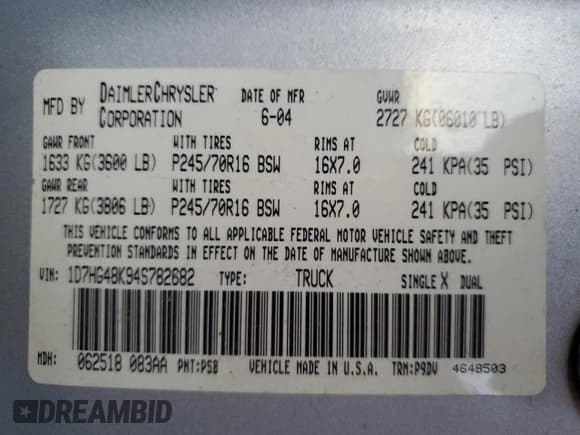 MFD BY DAIMLERCHRYSLER CORPORATION DATE OF MFR 6-04 GVWR 2727 KG(06010 LB)
GAWR FRONT WITH TIRES RIMS AT COLD
1633 KG(3600 LB) P245/70R16 BSW 16X7.0 241 KPA(35 PSI)
GAWR REAR WITH TIRES RIMS AT COLD
1727 KG(3806 LB) P245/70R16 BSW 16X7.0 241 KPA(35 PSI)
THIS VEHICLE CONFORMS TO ALL APPLICABLE FEDERAL MOTOR VEHICLE SAFETY AND THEFT
PREVENTION STANDARDS IN EFFECT ON THE DATE OF MANUFACTURE SHOWN ABOVE.
VIN: 1D7HG48K94S782682 TYPE: TRUCK SINGLE X DUAL
MDH: 062518 083AA PNT:PSB VEHICLE MADE IN U.S.A. TRM:P9DV 4648503
DREAMBID